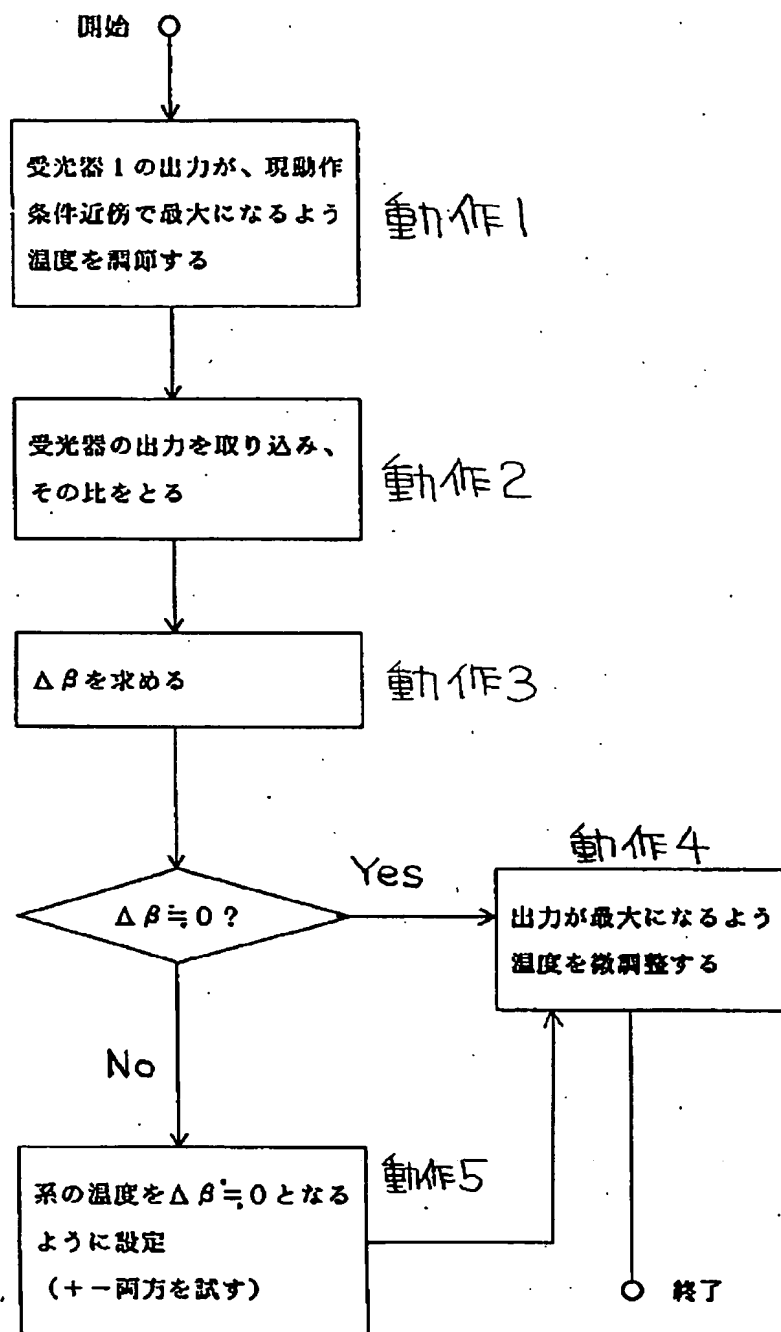 開始
受光器1の出力が、現動作
条件近傍で最大になるよう
温度を調節する
動作1
受光器の出力を取り込み、
その比をとる
動作2
Δβを求める
動作3
Δβ≒0?
Yes
動作4
出力が最大になるよう
温度を微調整する
No
系の温度をΔβ≒0となる
ように設定
(+-両方を試す)
動作5
終了